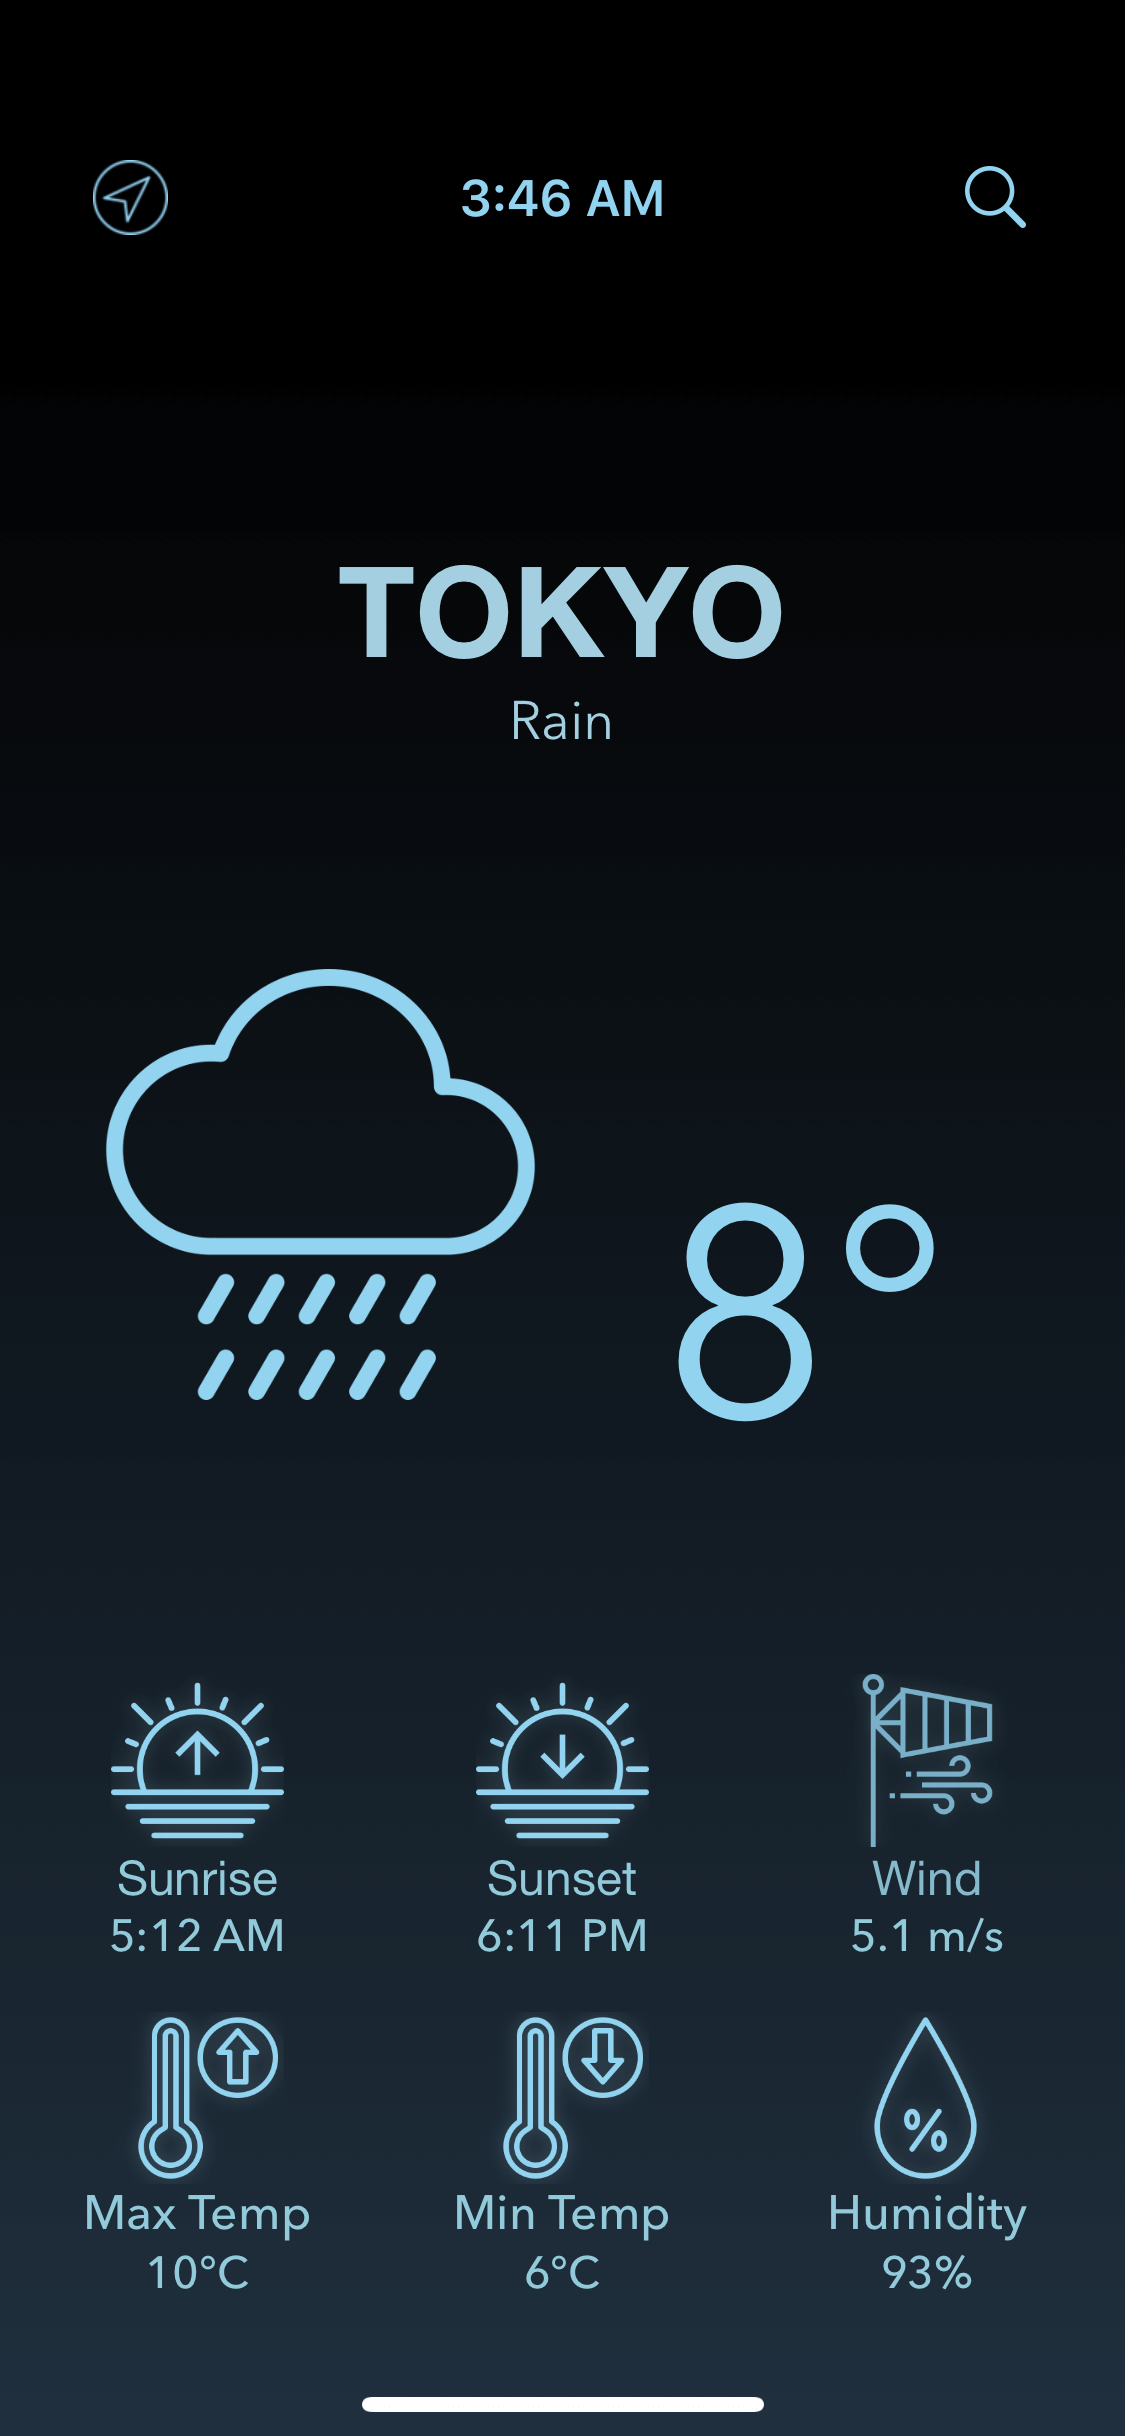 3:46 AM
TOKYO
Rain
8°
Sunrise
5:12 AM
Sunset
6:11 PM
Wind
5.1 m/s
Max Temp
10°C
Min Temp
6°C
%
Humidity
93%